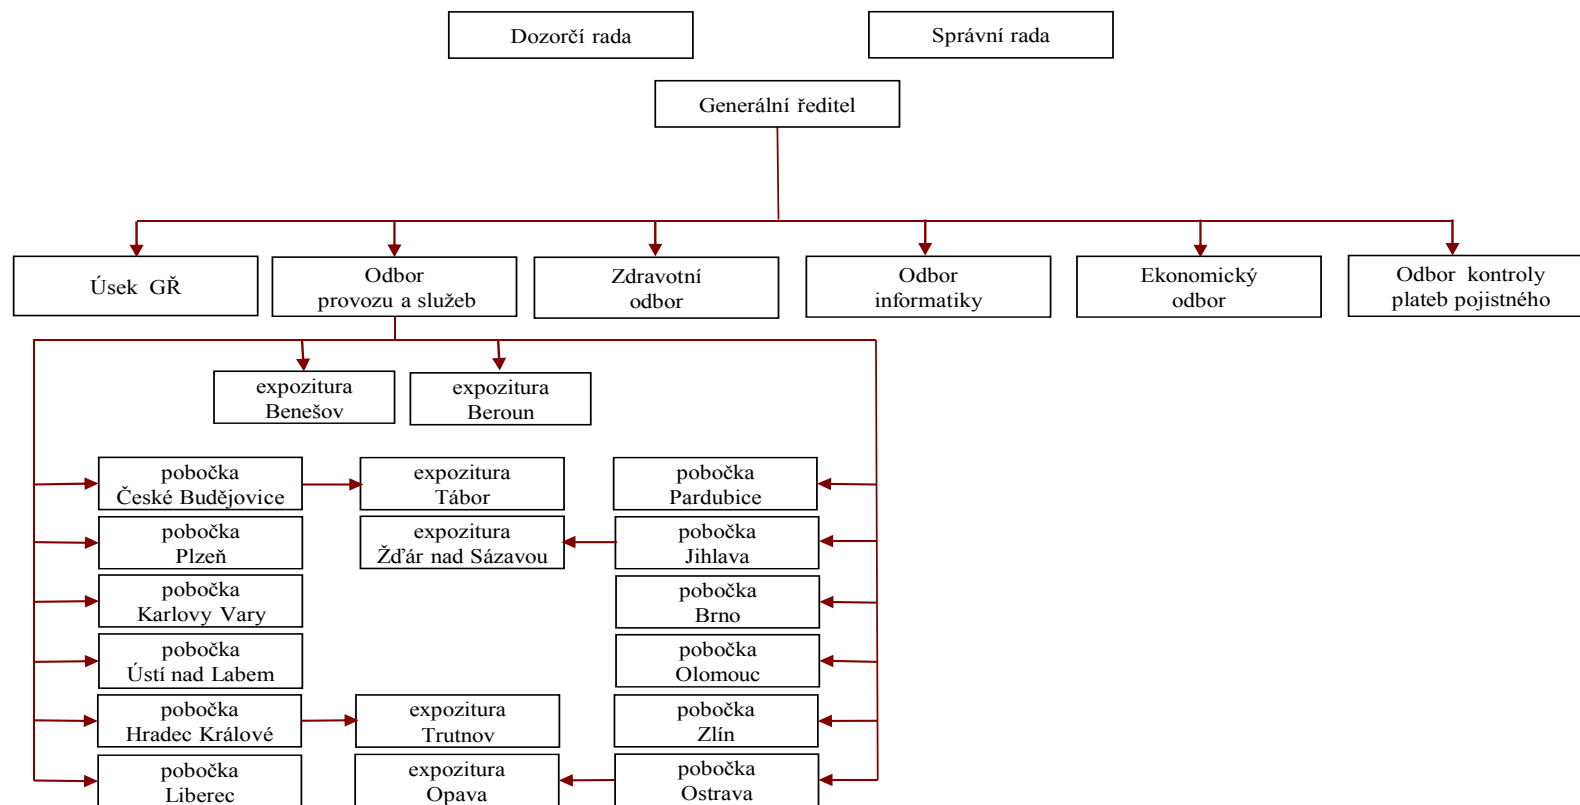 Dozorčí rada
Správní rada
Generální ředitel
Úsek GŘ
Odbor
provozu a služeb
Zdravotní
odbor
Odbor
informatiky
Ekonomický
odbor
Odbor kontroly
plateb pojistného
expozitura
Benešov
expozitura
Beroun
pobočka
České Budějovice
expozitura
Tábor
pobočka
Pardubice
pobočka
Plzeň
expozitura
Žďár nad Sázavou
pobočka
Jihlava
pobočka
Karlovy Vary
pobočka
Brno
pobočka
Ústí nad Labem
pobočka
Olomouc
pobočka
Hradec Králové
expozitura
Trutnov
pobočka
Zlín
pobočka
Liberec
expozitura
Opava
pobočka
Ostrava